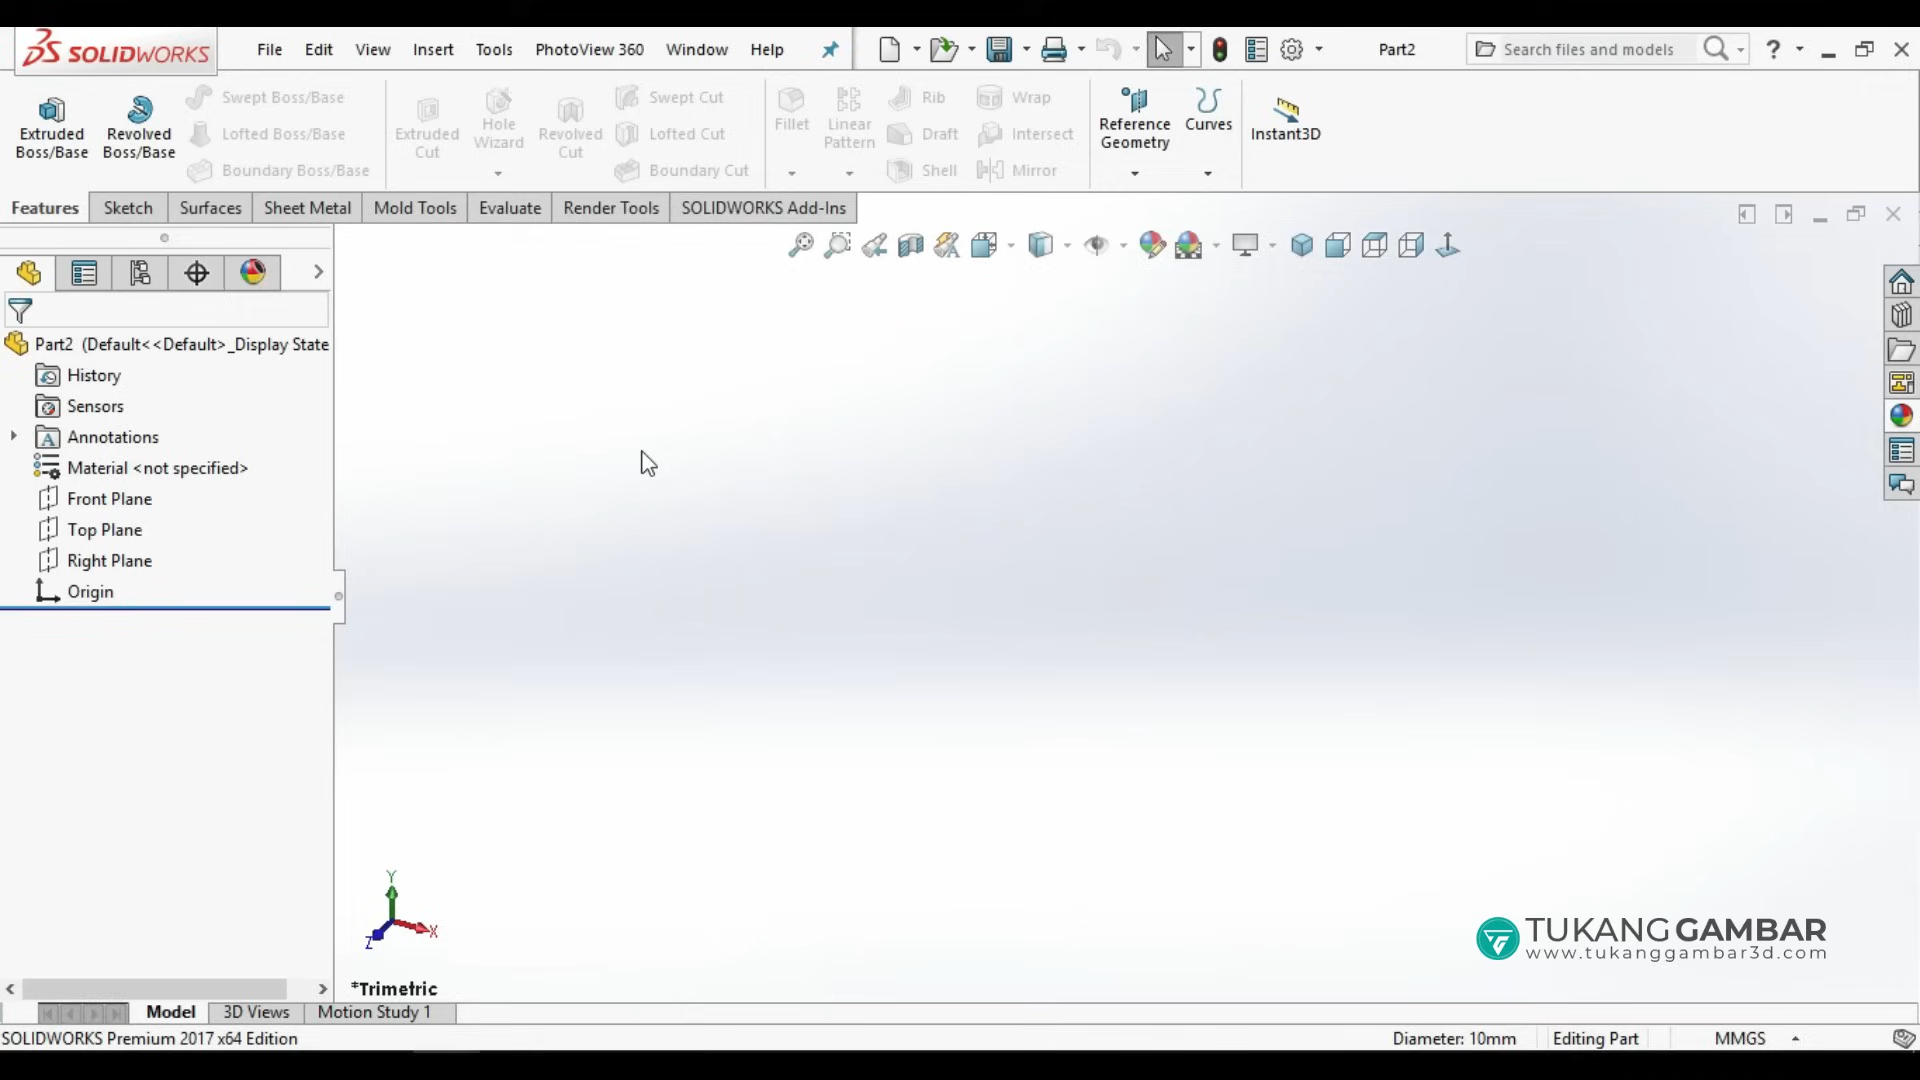 SOLIDWORKS File Edit View Insert Tools PhotoView 360 Window Help Part2 Search files and models ?
Extruded Boss/Base
Revolved Boss/Base
Swept Boss/Base
Lofted Boss/Base
Boundary Boss/Base
Extruded Cut
Hole Wizard
Revolved Cut
Swept Cut
Lofted Cut
Boundary Cut
Fillet
Linear Pattern
Rib
Draft
Shell
Wrap
Intersect
Mirror
Reference Geometry
Curves
Instant3D
Features Sketch Surfaces Sheet Metal Mold Tools Evaluate Render Tools SOLIDWORKS Add-Ins
Part2 (Default<<Default>_Display State
History
Sensors
Annotations
Material <not specified>
Front Plane
Top Plane
Right Plane
Origin
Y
X
Z
TUKANG GAMBAR
www.tukanggambar3d.com
*Trimetric
Model 3D Views Motion Study 1
SOLIDWORKS Premium 2017 x64 Edition Diameter: 10mm Editing Part MMGS